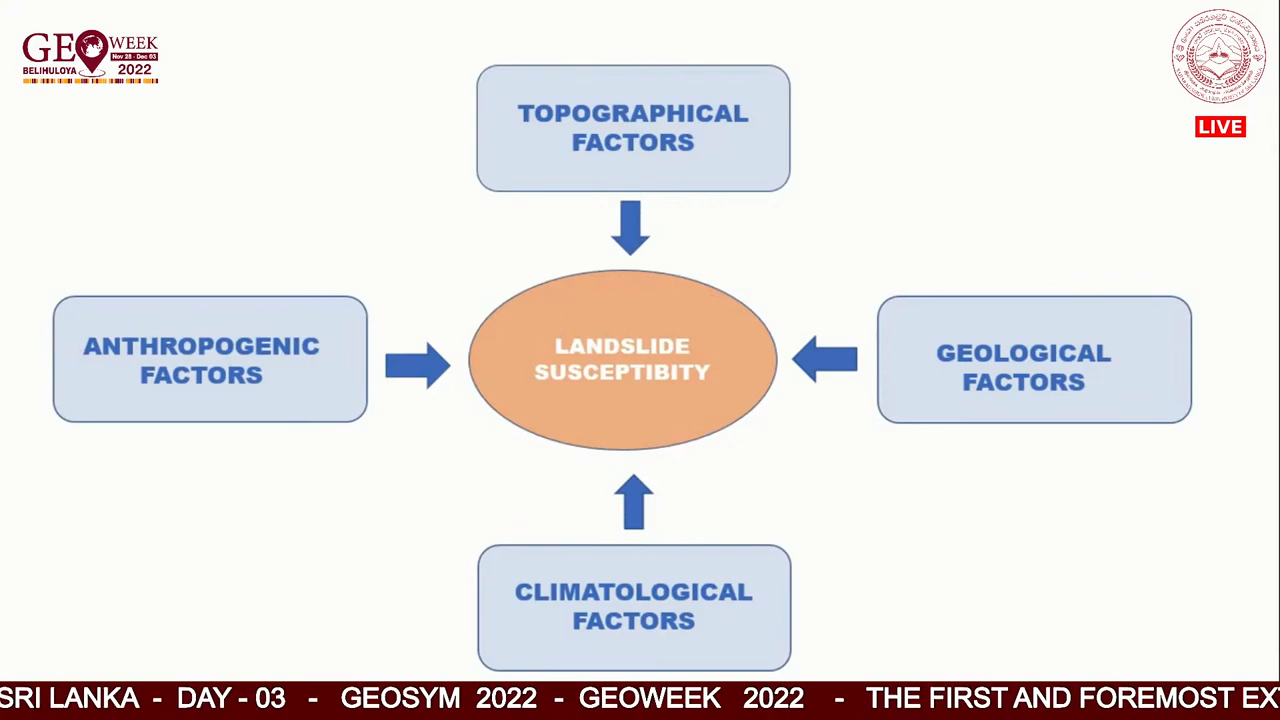 GEO WEEK
Nov 28 - Dec 03
BELIHULOYA 2022
LIVE
TOPOGRAPHICAL
FACTORS
ANTHROPOGENIC
FACTORS
LANDSLIDE
SUSCEPTIBITY
GEOLOGICAL
FACTORS
CLIMATOLOGICAL
FACTORS
SRI LANKA - DAY - 03 - GEOSYM 2022 - GEOWEEK 2022 - THE FIRST AND FOREMOST EX